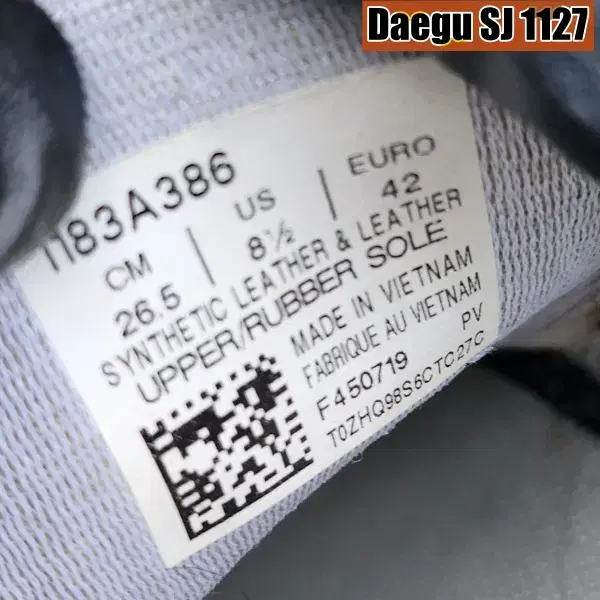 Daegu SJ 1127
1183A386
CM | US | EURO
26.5 | 8½ | 42
SYNTHETIC LEATHER & LEATHER
UPPER/RUBBER SOLE
MADE IN VIETNAM
FABRIQUE AU VIETNAM
F450719 PV
T0ZHQ98S6CTC27C